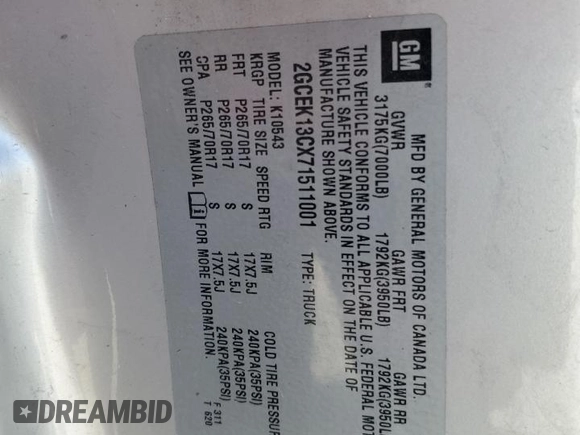 GM
MFD BY GENERAL MOTORS OF CANADA LTD.
GVWR GAWR FRT GAWR RR
3175KG(7000LB) 1792KG(3950LB) 1792KG(3950L
THIS VEHICLE CONFORMS TO ALL APPLICABLE U.S. FEDERAL MOT
VEHICLE SAFETY STANDARDS IN EFFECT ON THE DATE OF
MANUFACTURE SHOWN ABOVE.
2GCEK13CX71511001 TYPE: TRUCK
MODEL: K10543
KRGP TIRE SIZE SPEED RTG RIM COLD TIRE PRESSUR
FRT P265/70R17 S 17X7.5J 240KPA(35PSI)
RR P265/70R17 S 17X7.5J 240KPA(35PSI)
CPA P265/70R17 S 17X7.5J 240KPA(35PSI)
SEE OWNER'S MANUAL i FOR MORE INFORMATION. F 311
T 620
DREAMBID